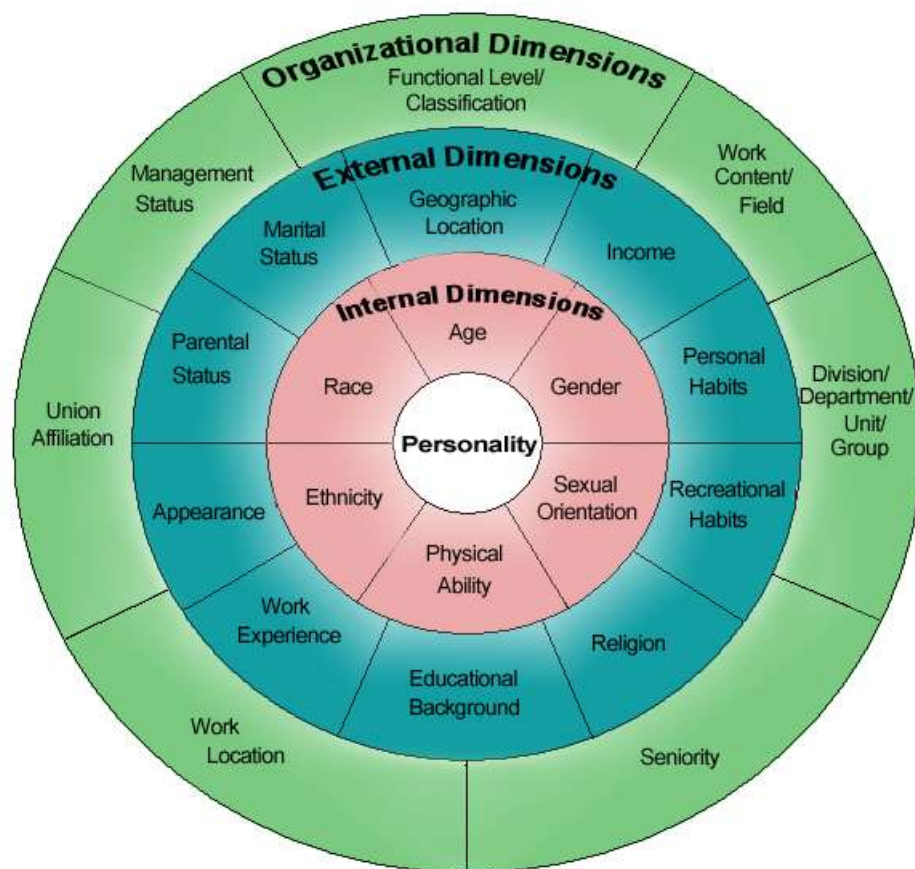 Organizational Dimensions
Functional Level/
Classification
Work
Content/
Field
Division/
Department/
Unit/
Group
Seniority
Work
Location
Union
Affiliation
Management
Status
External Dimensions
Geographic
Location
Income
Personal
Habits
Recreational
Habits
Religion
Educational
Background
Work
Experience
Appearance
Parental
Status
Marital
Status
Internal Dimensions
Age
Gender
Sexual
Orientation
Physical
Ability
Ethnicity
Race
Personality